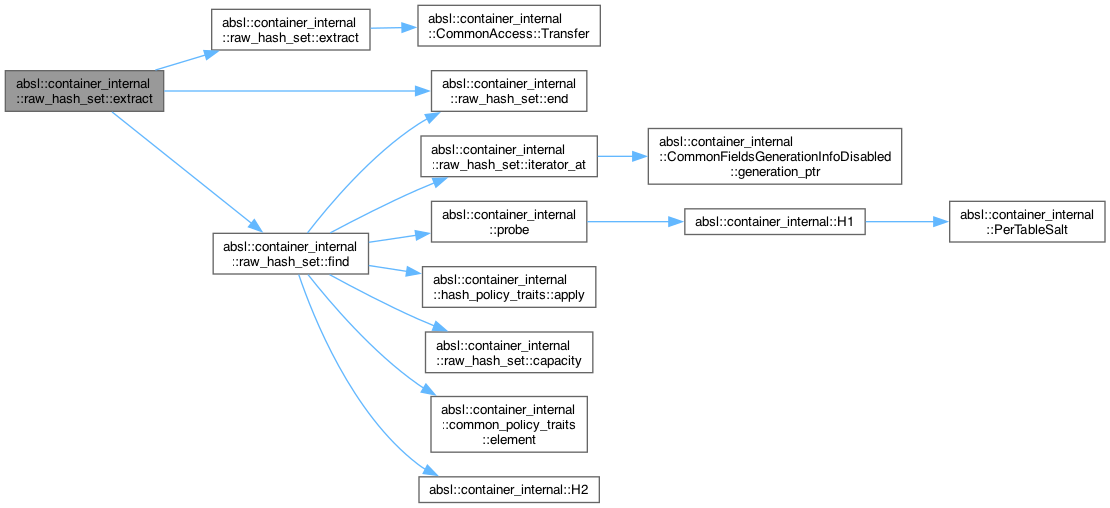 absl::container_internal
::raw_hash_set::extract
absl::container_internal
::raw_hash_set::extract
absl::container_internal
::CommonAccess::Transfer
absl::container_internal
::raw_hash_set::end
absl::container_internal
::raw_hash_set::find
absl::container_internal
::raw_hash_set::iterator_at
absl::container_internal
::CommonFieldsGenerationInfoDisabled
::generation_ptr
absl::container_internal
::probe
absl::container_internal::H1
absl::container_internal
::PerTableSalt
absl::container_internal
::hash_policy_traits::apply
absl::container_internal
::raw_hash_set::capacity
absl::container_internal
::common_policy_traits
::element
absl::container_internal::H2